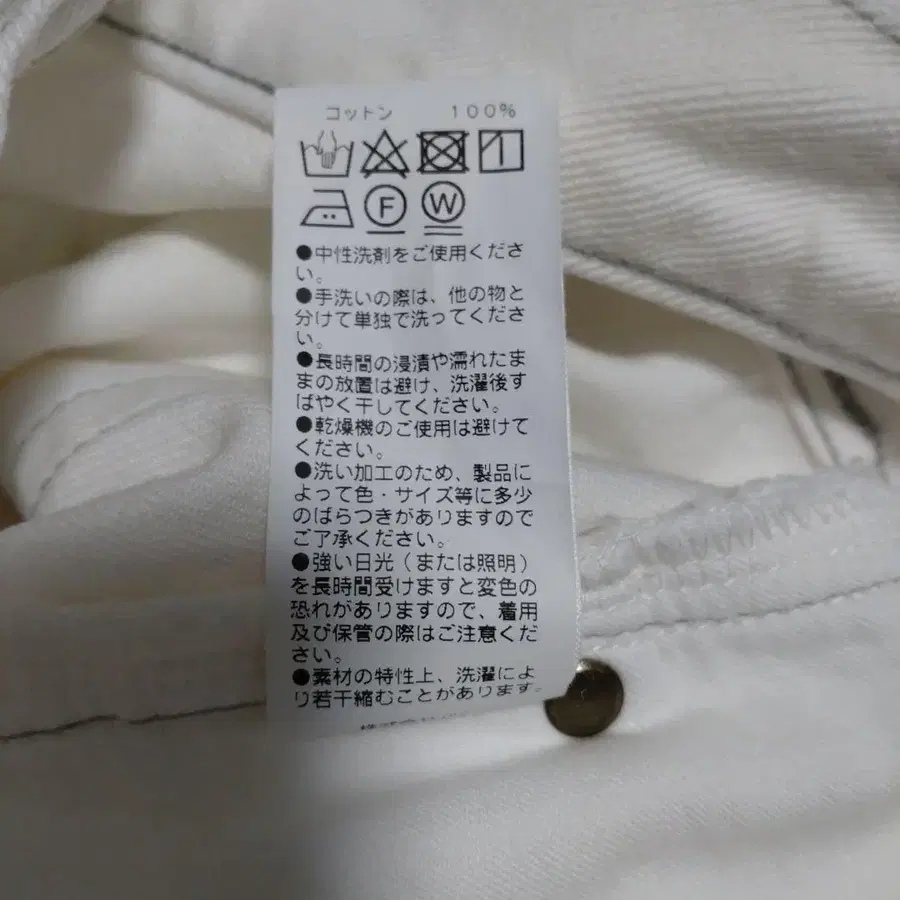 コットン 100%
F W
●中性洗剤をご使用くださ
い。
●手洗いの際は、他の物と
分けて単独で洗ってくださ
い。
●長時間の浸漬や濡れたま
まの放置は避け、洗濯後す
ばやく干してください。
●乾燥機のご使用は避けて
ください。
●洗い加工のため、製品に
よって色・サイズ等に多少
のばらつきがありますので
ご了承ください。
●強い日光（または照明）
を長時間受けますと変色の
恐れがありますので、着用
及び保管の際はご注意くだ
さい。
●素材の特性上、洗濯によ
り若干縮むことがあります。
株式会社